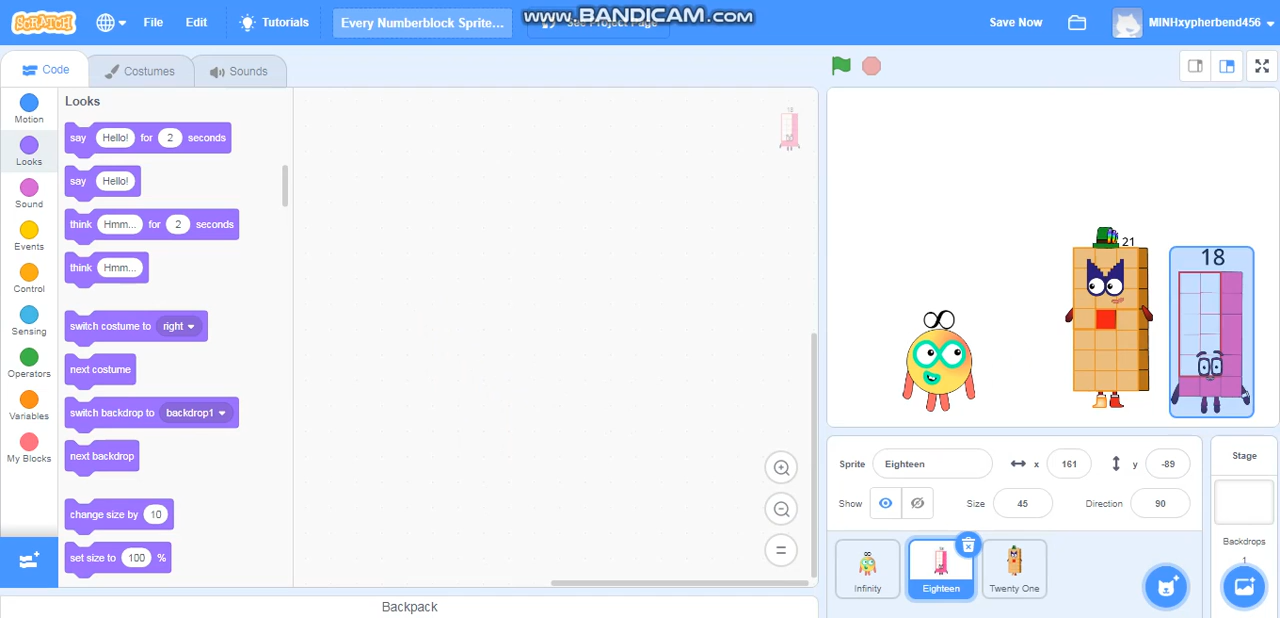 SCRATCH
File
Edit
Tutorials
Every Numberblock Sprite...
See Project Page
www.BANDICAM.com
Save Now
MINHxypherbend456
Code
Costumes
Sounds
Motion
Looks
Sound
Events
Control
Sensing
Operators
Variables
My Blocks
Looks
say Hello! for 2 seconds
say Hello!
think Hmm... for 2 seconds
think Hmm...
switch costume to right
next costume
switch backdrop to backdrop1
next backdrop
change size by 10
set size to 100 %
21
18
Sprite Eighteen x 161 y -89
Show Size 45 Direction 90
Infinity
Eighteen
Twenty One
Stage
Backdrops
1
Backpack